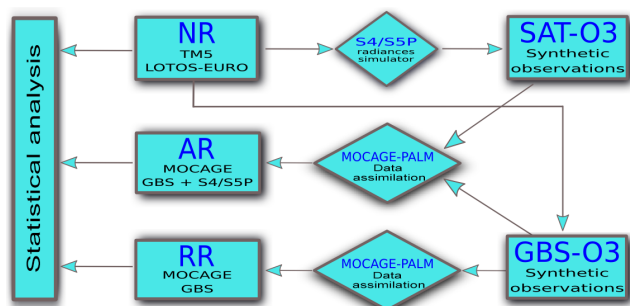 Statistical analysis
NR
TM5
LOTOS-EURO
S4/S5P
radiances
simulator
SAT-O3
Synthetic
observations
AR
MOCAGE
GBS + S4/S5P
MOCAGE-PALM
Data
assimilation
RR
MOCAGE
GBS
MOCAGE-PALM
Data
assimilation
GBS-O3
Synthetic
observations